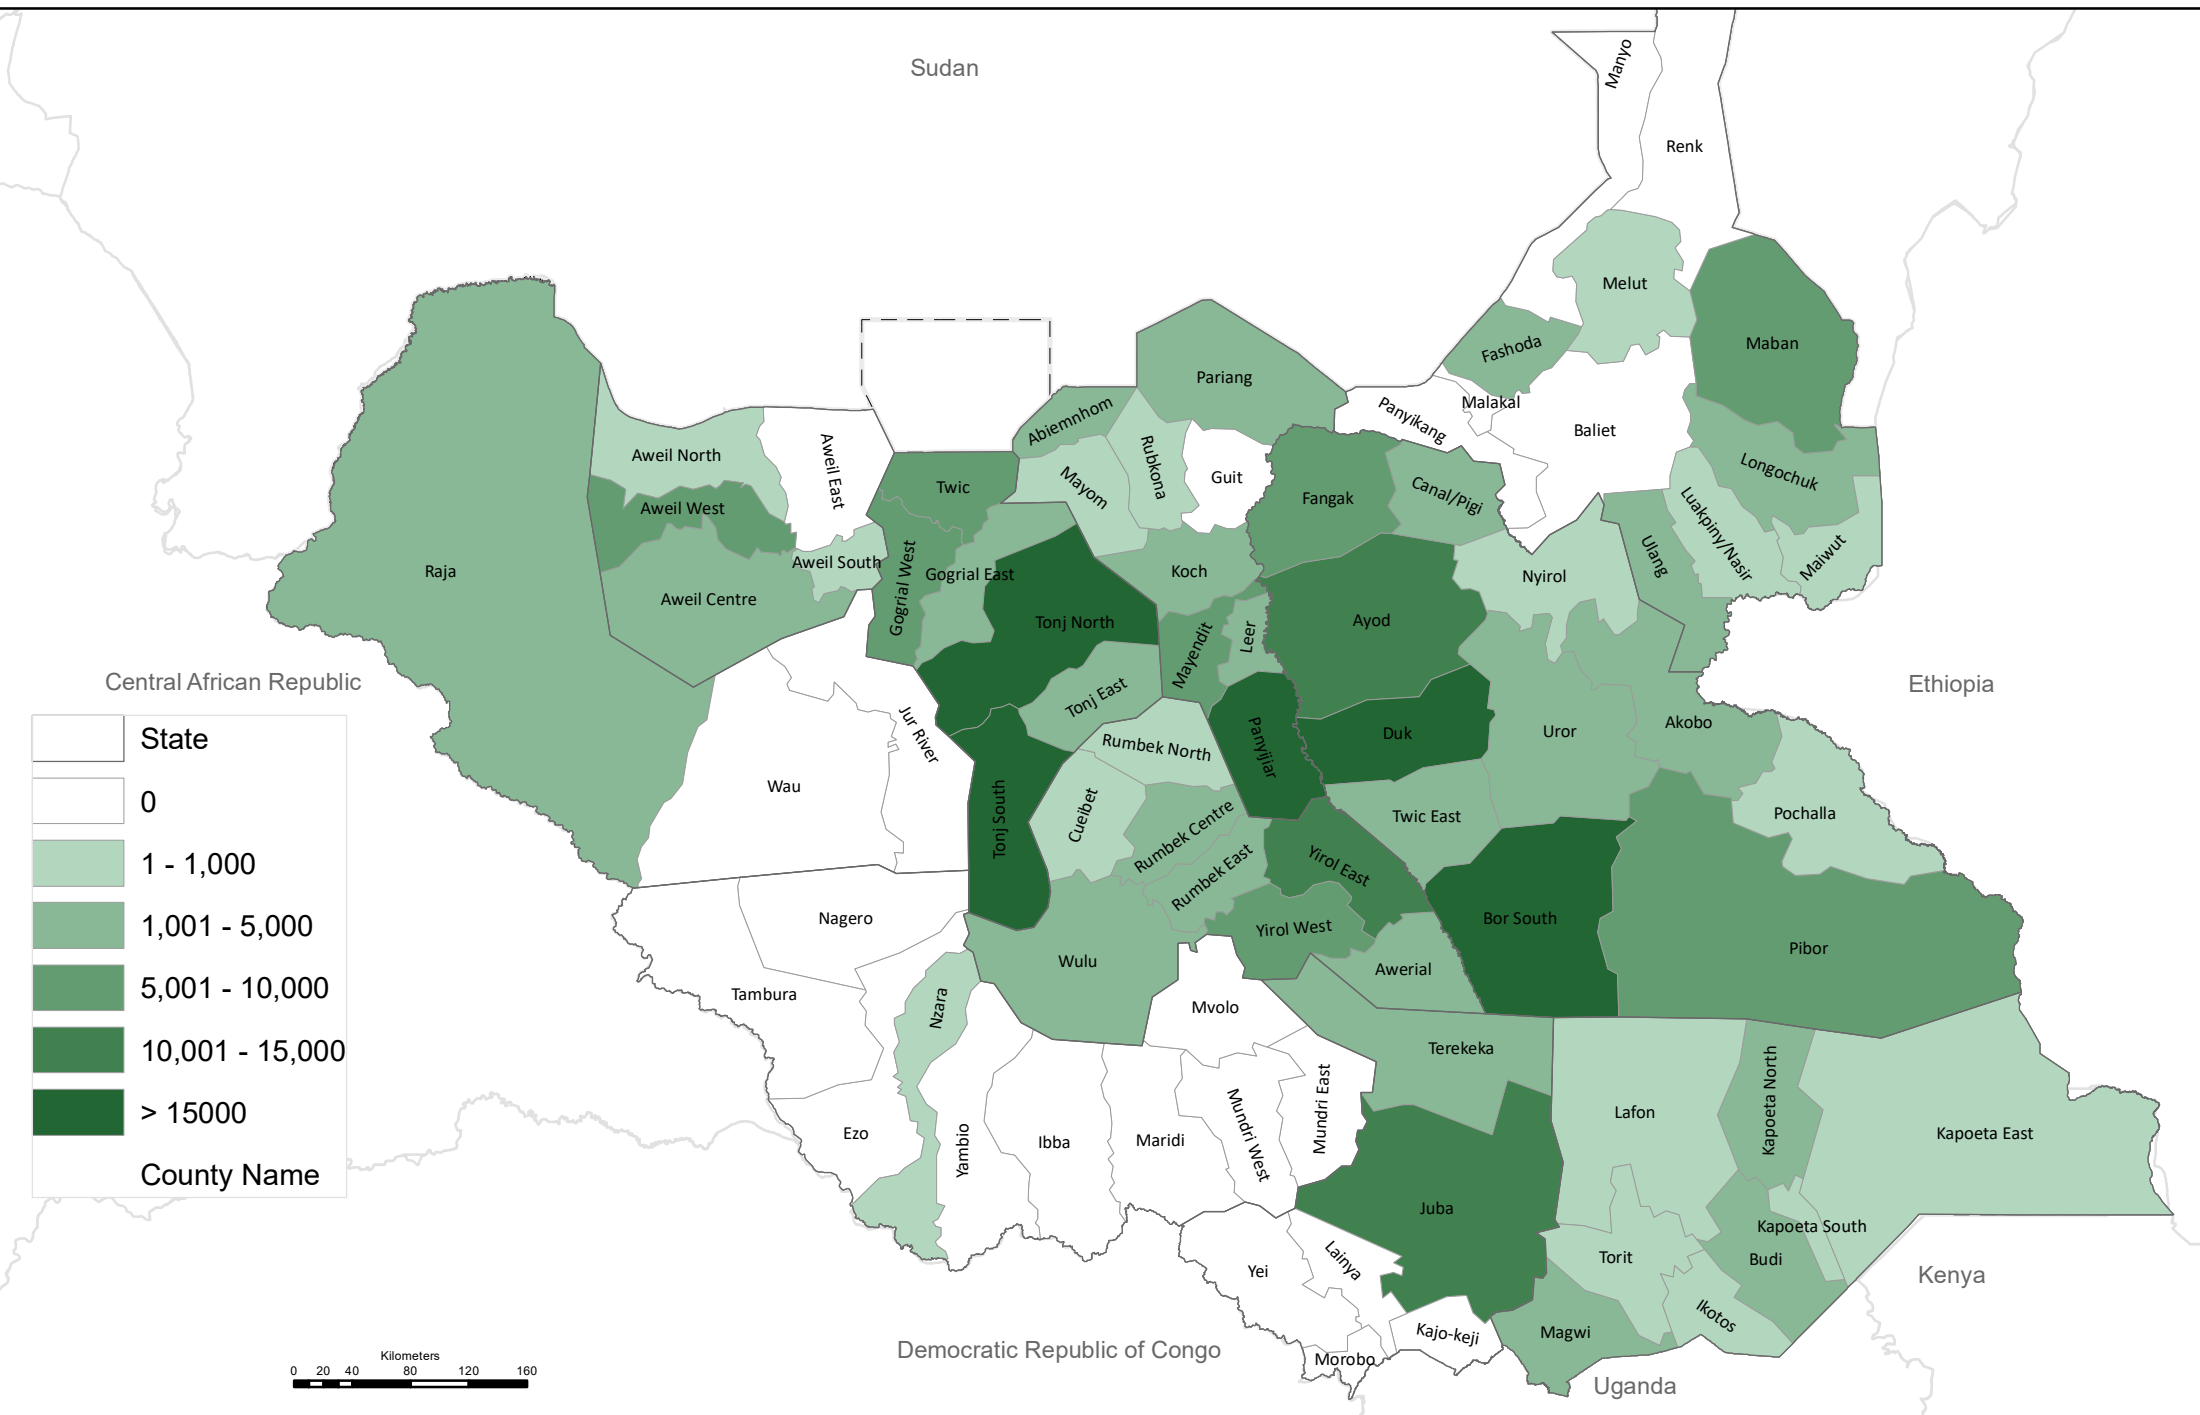 Sudan
Manyo
Renk
Melut
Maban
Fashoda
Pariang
Malakal
Panyikang
Baliet
Abiemnhom
Aweil North
Aweil East
Rubkona
Guit
Mayom
Twic
Fangak
Canal/Pigi
Longochuk
Aweil West
Luakpiny/Nasir
Ulang
Maiwut
Raja
Aweil South
Aweil Centre
Gogrial West
Gogrial East
Koch
Nyirol
Tonj North
Ayod
Leer
Mayendit
Central African Republic
Ethiopia
Tonj East
Jur River
Rumbek North
Panyijiar
Duk
Uror
Akobo
Wau
Tonj South
Cueibet
Rumbek Centre
Twic East
Pochalla
Rumbek East
Yirol East
Nagero
Yirol West
Bor South
Pibor
Wulu
Awerial
Tambura
Nzara
Mvolo
Terekeka
Ezo
Yambio
Ibba
Maridi
Mundri West
Mundri East
Lafon
Kapoeta North
Kapoeta East
Juba
Kapoeta South
Torit
Budi
Yei
Lainya
Kenya
Ikotos
Magwi
Kajo-keji
Morobo
Democratic Republic of Congo
Uganda
State
0
1 - 1,000
1,001 - 5,000
5,001 - 10,000
10,001 - 15,000
> 15000
County Name
Kilometers
0 20 40 80 120 160